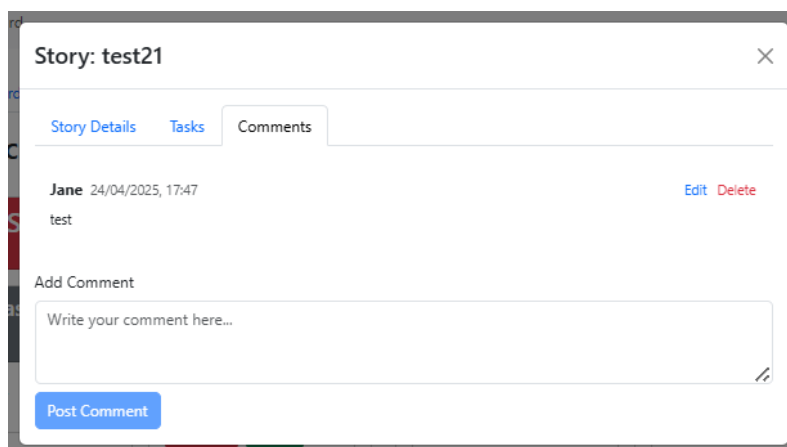 Story: test21
Story Details Tasks Comments
Jane 24/04/2025, 17:47 Edit Delete
test
Add Comment
Write your comment here...
Post Comment